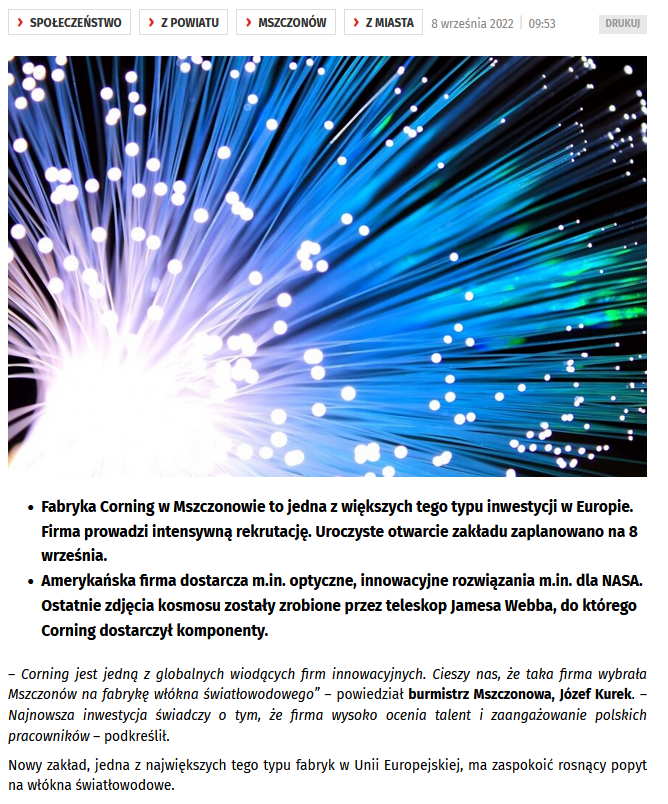 SPOŁECZEŃSTWO
Z POWIATU
MSZCZONÓW
Z MIASTA
8 września 2022 | 09:53
DRUKUJ
• Fabryka Corning w Mszczonowie to jedna z większych tego typu inwestycji w Europie.
Firma prowadzi intensywną rekrutację. Uroczyste otwarcie zakładu zaplanowano na 8
września.
• Amerykańska firma dostarcza m.in. optyczne, innowacyjne rozwiązania m.in. dla NASA.
Ostatnie zdjęcia kosmosu zostały zrobione przez teleskop Jamesa Webba, do którego
Corning dostarczył komponenty.
– Corning jest jedną z globalnych wiodących firm innowacyjnych. Cieszy nas, że taka firma wybrała
Mszczonów na fabrykę włókna światłowodowego” – powiedział burmistrz Mszczonowa, Józef Kurek. –
Najnowsza inwestycja świadczy o tym, że firma wysoko ocenia talent i zaangażowanie polskich
pracowników – podkreślił.
Nowy zakład, jedna z największych tego typu fabryk w Unii Europejskiej, ma zaspokoić rosnący popyt
na włókna światłowodowe.